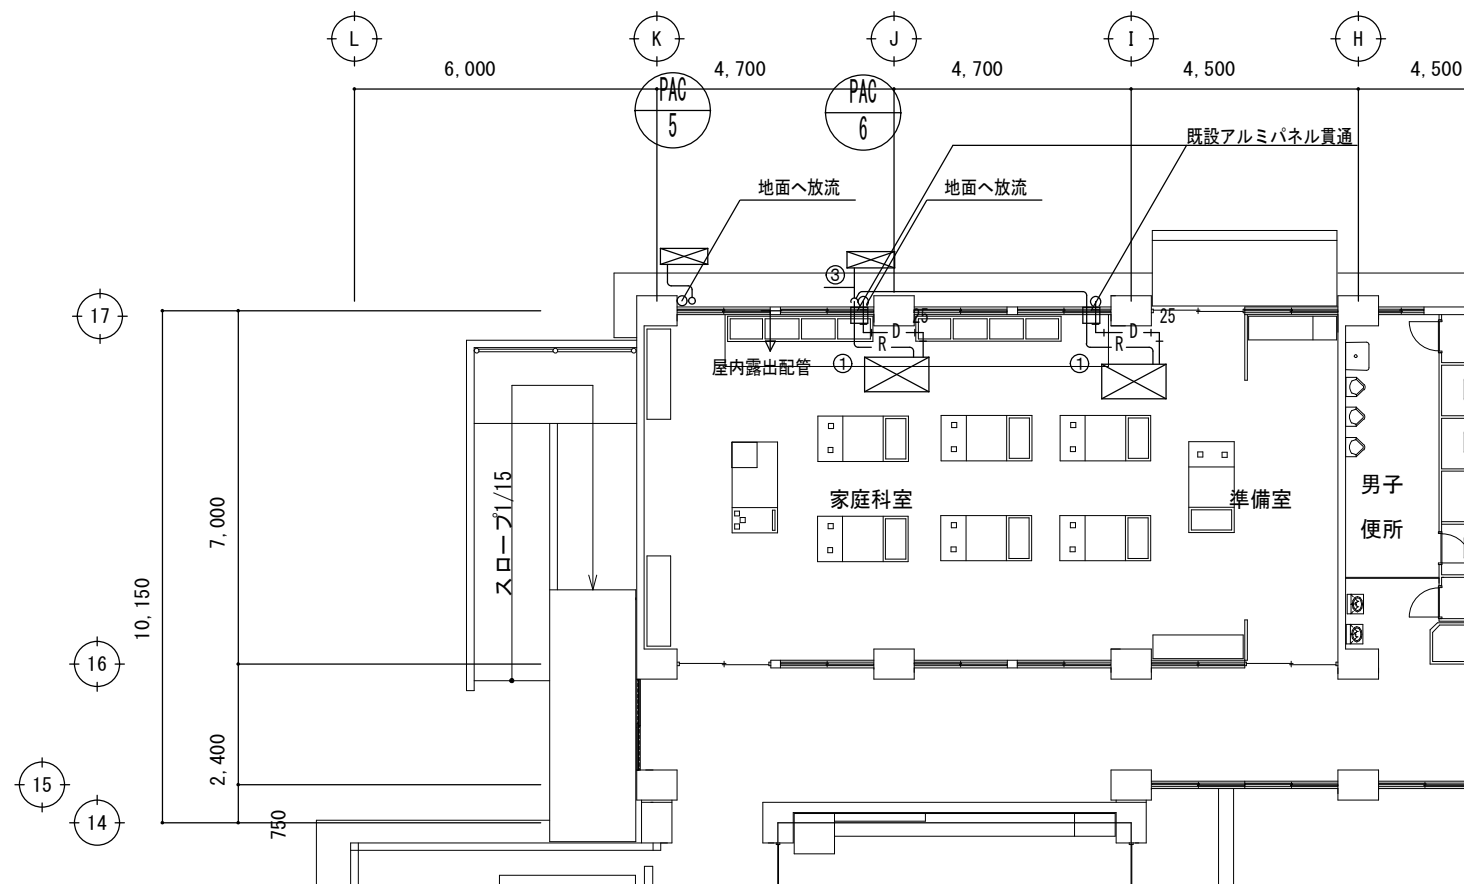 L
K
J
I
H
6,000
4,700
4,700
4,500
4,500
PAC
5
PAC
6
既設アルミパネル貫通
地面へ放流
地面へ放流
③
17
25
25
D
D
R
R
屋内露出配管
①
①
スロープ1/15
家庭科室
準備室
男子
便所
7,000
10,150
16
2,400
15
14
750